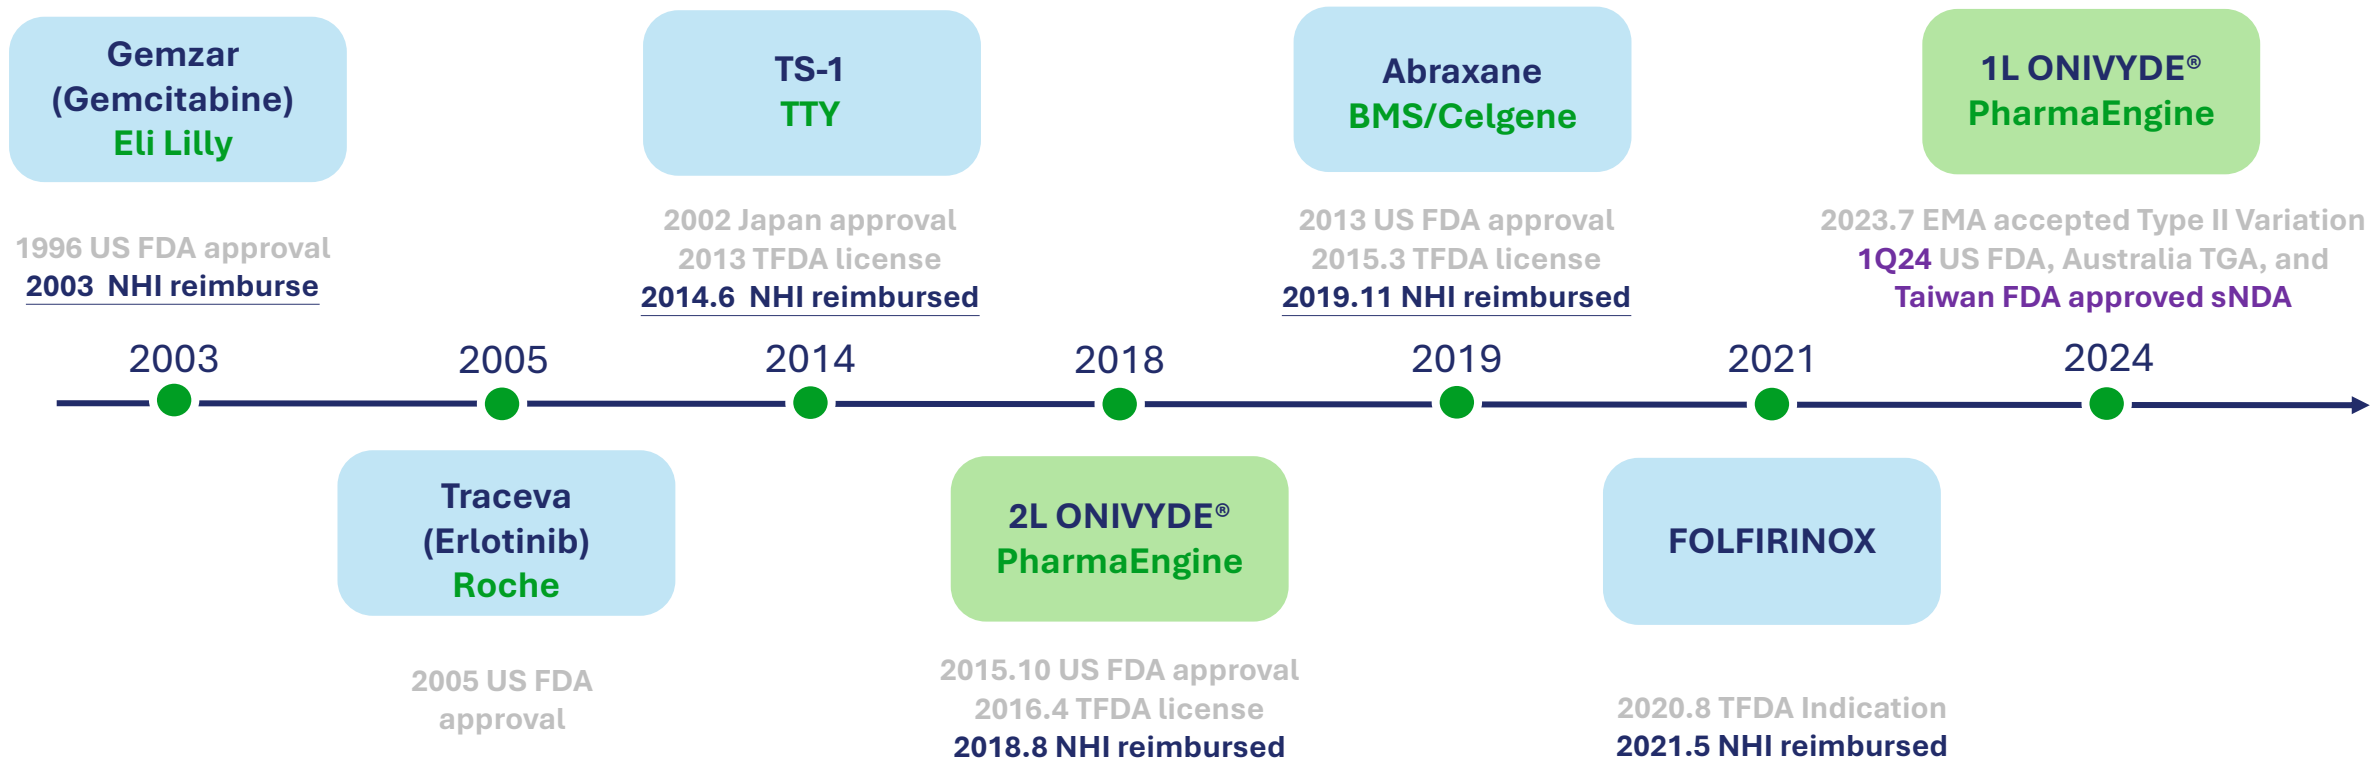 Gemzar
(Gemcitabine)
Eli Lilly
1996 US FDA approval
2003  NHI reimburse
TS-1
TTY
2002 Japan approval
2013 TFDA license
2014.6  NHI reimbursed
Abraxane
BMS/Celgene
2013 US FDA approval
2015.3 TFDA license
2019.11 NHI reimbursed
1L ONIVYDE®
PharmaEngine
2023.7 EMA accepted Type II Variation
1Q24 US FDA, Australia TGA, and
Taiwan FDA approved sNDA
2003
2005
2014
2018
2019
2021
2024
Traceva
(Erlotinib)
Roche
2005 US FDA
approval
2L ONIVYDE®
PharmaEngine
2015.10 US FDA approval
2016.4 TFDA license
2018.8 NHI reimbursed
FOLFIRINOX
2020.8 TFDA Indication
2021.5 NHI reimbursed